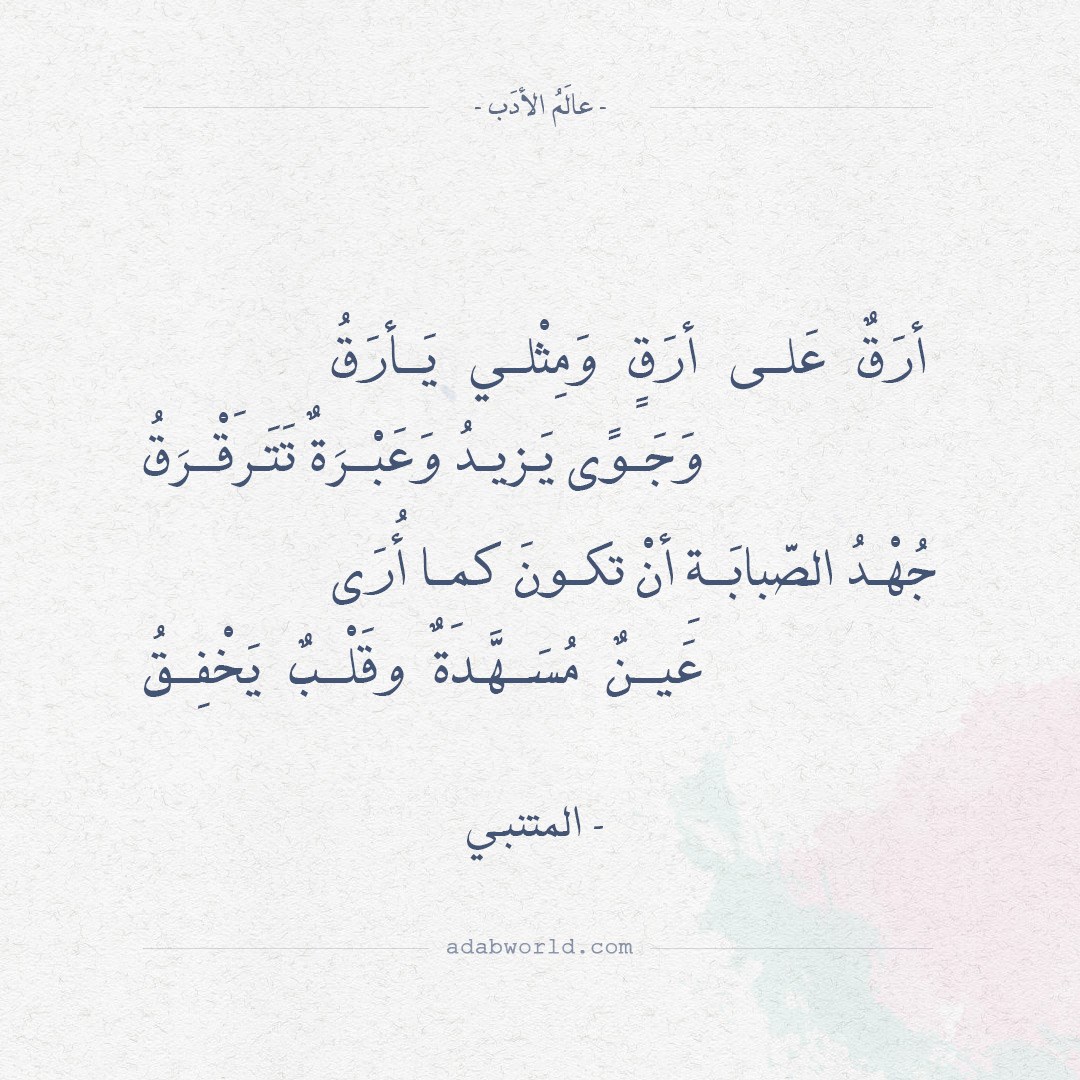 - عالَمُ الأدَب -
أرَقٌ عَلى أرَقٍ وَمِثْلي يَأرَقُ
وَجَوًى يَزيدُ وَعَبْرَةٌ تَتَرَقْرَقُ
جُهْدُ الصّبابَة أنْ تكونَ كما أُرَى
عَينٌ مُسَهَّدَةٌ وقَلْبٌ يَخْفِقُ
- المتنبي
adabworld.com